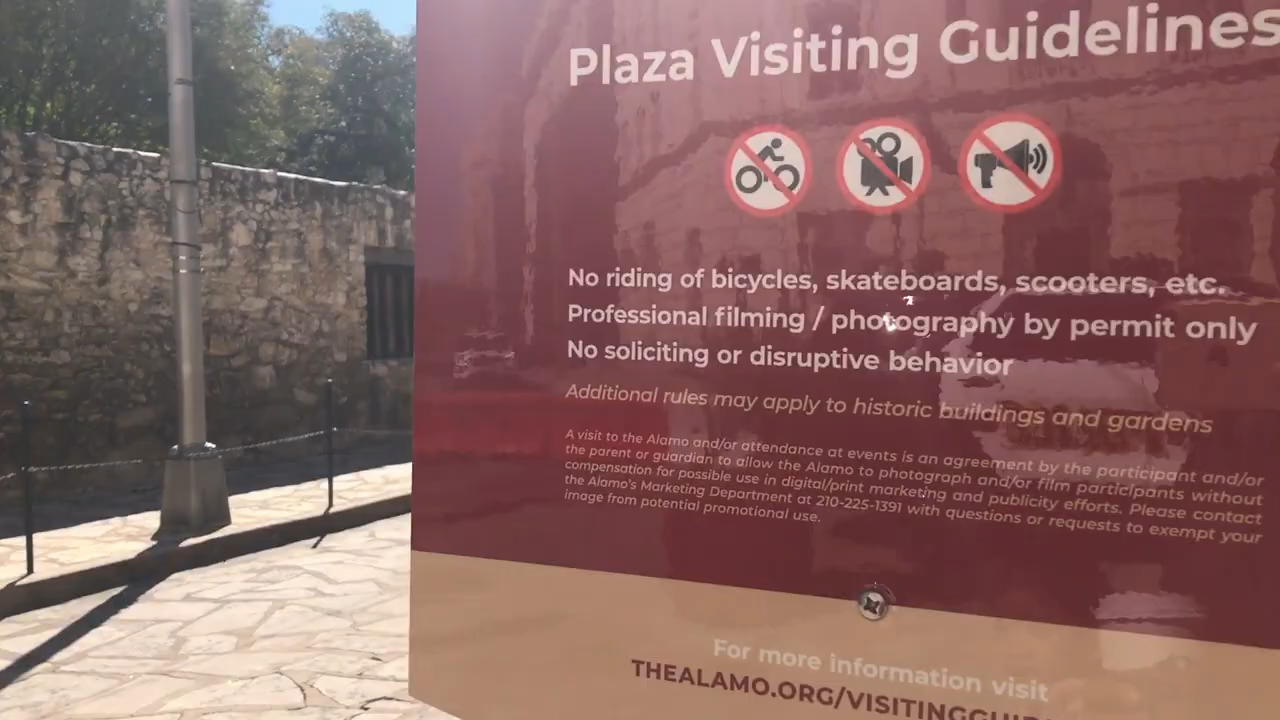 Plaza Visiting Guidelines
No riding of bicycles, skateboards, scooters, etc.
Professional filming / photography by permit only
No soliciting or disruptive behavior
Additional rules may apply to historic buildings and gardens
A visit to the Alamo and/or attendance at events is an agreement by the participant and/or
the parent or guardian to allow the Alamo to photograph and/or film participants without
compensation for possible use in digital/print marketing and publicity efforts. Please contact
the Alamo's Marketing Department at 210-225-1391 with questions or requests to exempt your
image from potential promotional use.
For more information visit
THEALAMO.ORG/VISITINGGUID